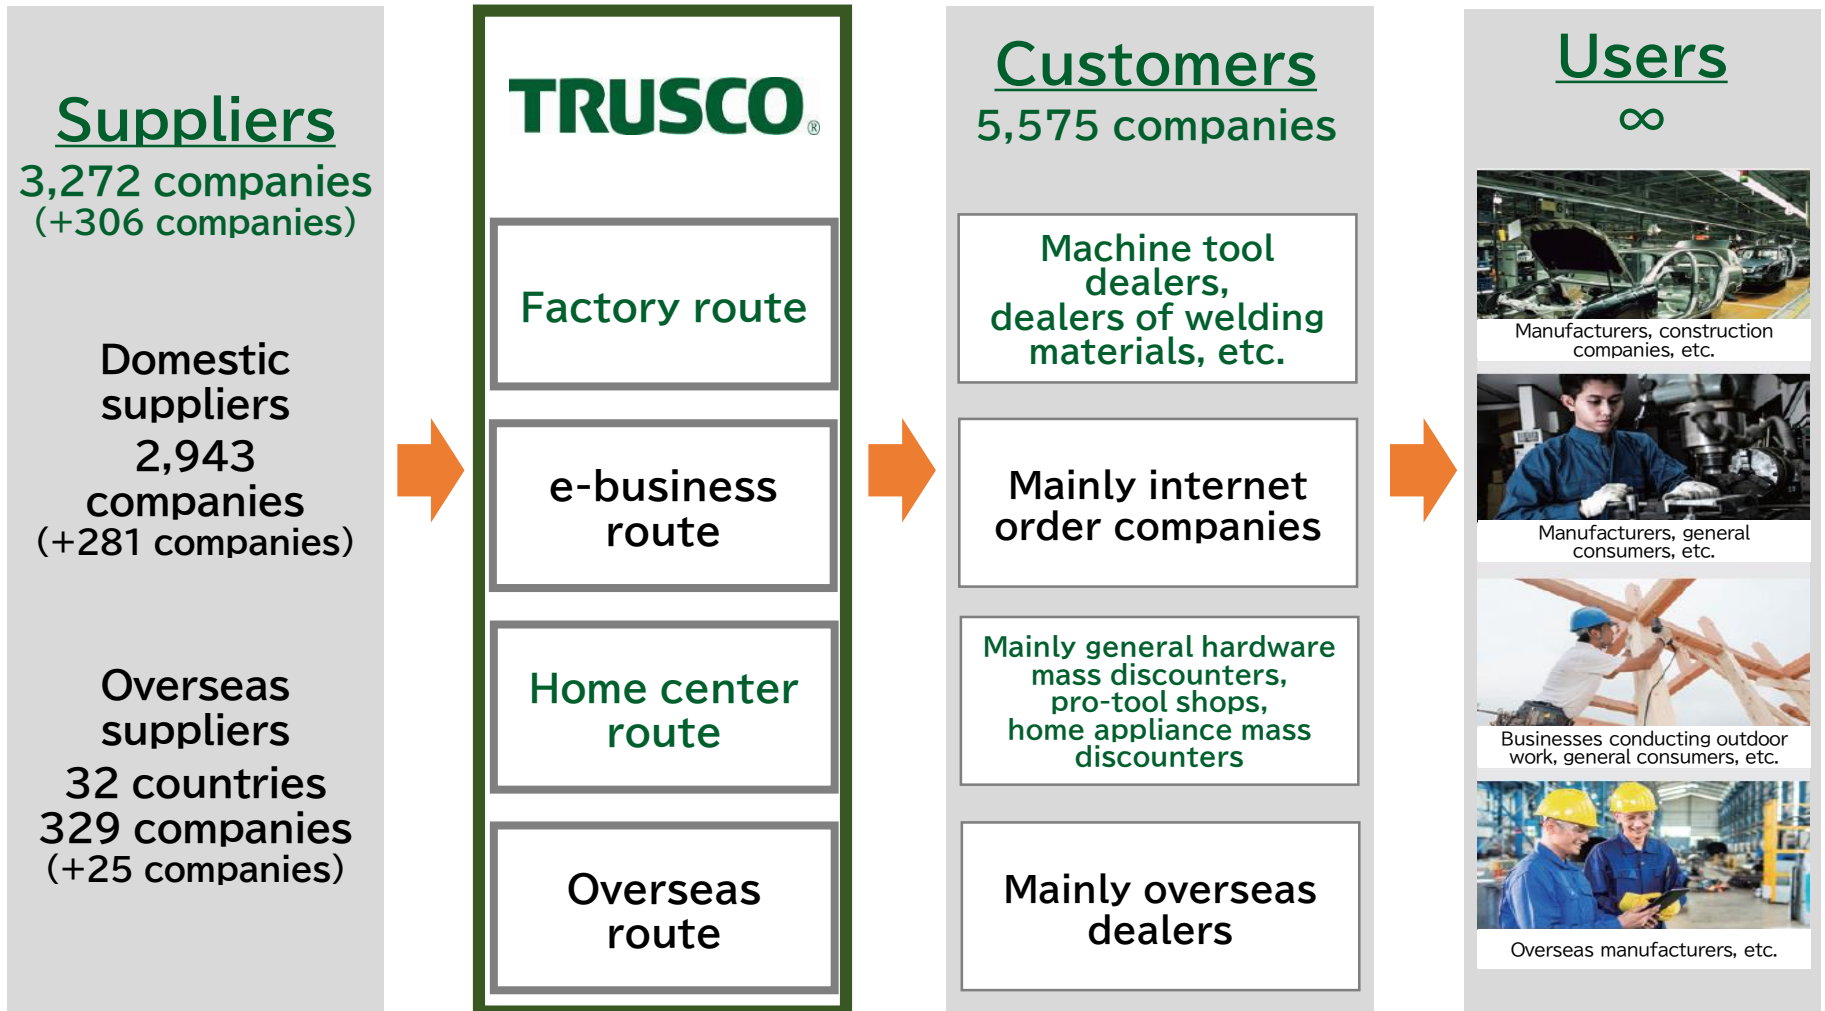 Suppliers
3,272 companies
(+306 companies)
Domestic
suppliers
2,943
companies
(+281 companies)
Overseas
suppliers
32 countries
329 companies
(+25 companies)
TRUSCO®
Factory route
e-business
route
Home center
route
Overseas
route
Customers
5,575 companies
Machine tool
dealers,
dealers of welding
materials, etc.
Mainly internet
order companies
Mainly general hardware
mass discounters,
pro-tool shops,
home appliance mass
discounters
Mainly overseas
dealers
Users
∞
Manufacturers, construction
companies, etc.
Manufacturers, general
consumers, etc.
Businesses conducting outdoor
work, general consumers, etc.
Overseas manufacturers, etc.